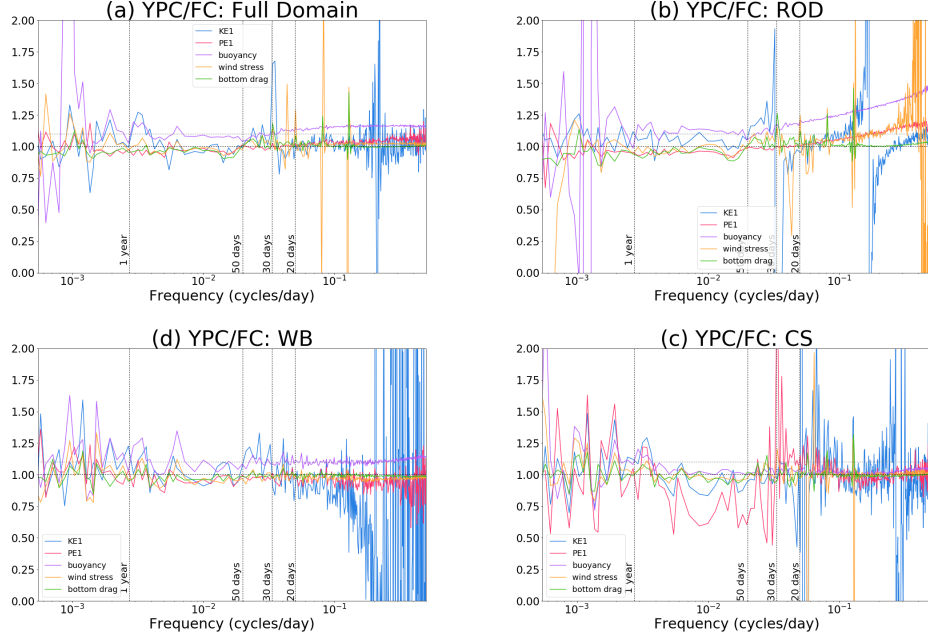 (a) YPC/FC: Full Domain
2.00
1.75
1.50
1.25
1.00
0.75
0.50
0.25
0.00
KE1
PE1
buoyancy
wind stress
bottom drag
1 year
50 days
30 days
20 days
10⁻³
10⁻²
10⁻¹
Frequency (cycles/day)
(b) YPC/FC: ROD
2.00
1.75
1.50
1.25
1.00
0.75
0.50
0.25
0.00
KE1
PE1
buoyancy
wind stress
bottom drag
1 year
20 days
10⁻³
10⁻²
10⁻¹
Frequency (cycles/day)
(d) YPC/FC: WB
2.00
1.75
1.50
1.25
1.00
0.75
0.50
0.25
0.00
KE1
PE1
buoyancy
wind stress
bottom drag
1 year
50 days
30 days
20 days
10⁻³
10⁻²
10⁻¹
Frequency (cycles/day)
(c) YPC/FC: CS
2.00
1.75
1.50
1.25
1.00
0.75
0.50
0.25
0.00
KE1
PE1
buoyancy
wind stress
bottom drag
1 year
50 days
30 days
20 days
10⁻³
10⁻²
10⁻¹
Frequency (cycles/day)